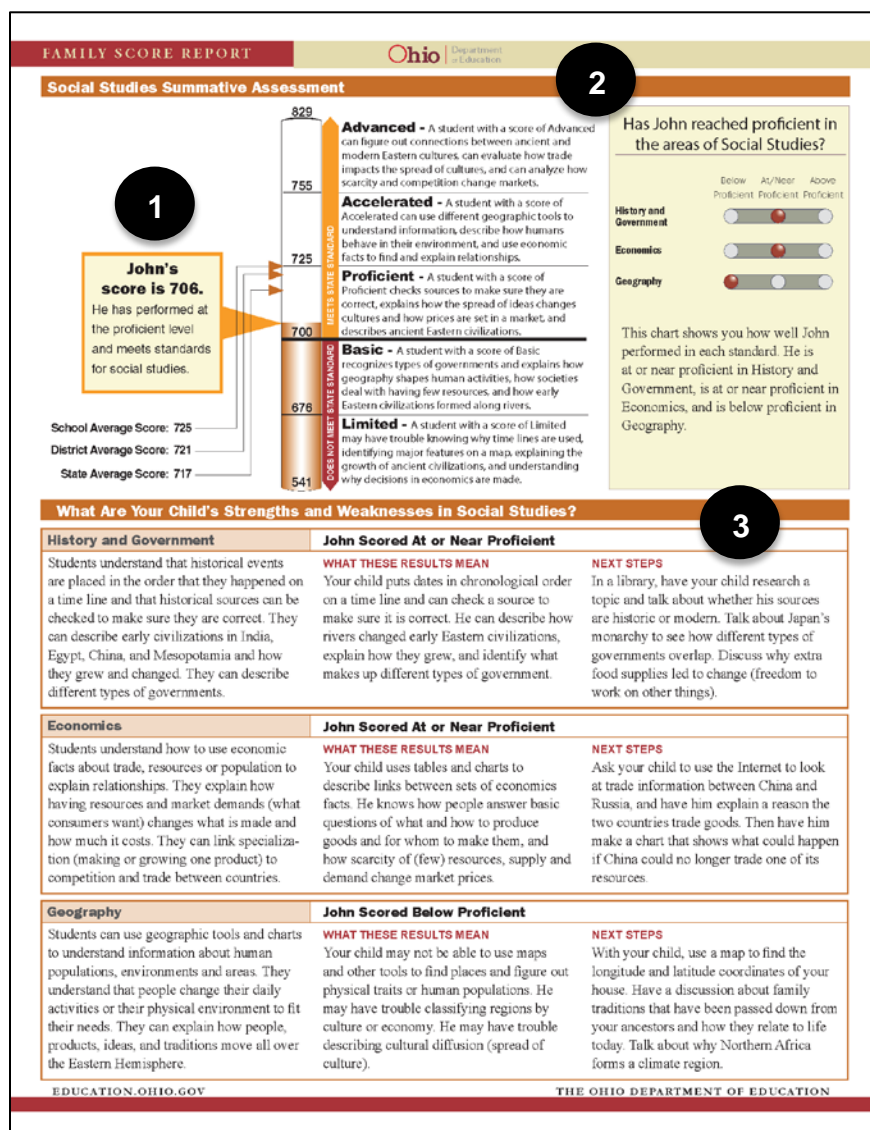 FAMILY SCORE REPORT
Ohio | Department of Education
Social Studies Summative Assessment
2
829
Advanced - A student with a score of Advanced
can figure out connections between ancient and
modern Eastern cultures, can evaluate how trade
impacts the spread of cultures, and can analyze how
scarcity and competition change markets.
755
Accelerated - A student with a score of
Accelerated can use different geographic tools to
understand information, describe how humans
behave in their environment, and use economic
facts to find and explain relationships.
725
Proficient - A student with a score of
Proficient checks sources to make sure they are
correct, explains how the spread of ideas changes
cultures and how prices are set in a market, and
describes ancient Eastern civilizations.
700
Basic - A student with a score of Basic
recognizes types of governments and explains how
geography shapes human activities, how societies
deal with having few resources, and how early
Eastern civilizations formed along rivers.
676
Limited - A student with a score of Limited
may have trouble knowing why time lines are used,
identifying major features on a map, explaining the
growth of ancient civilizations, and understanding
why decisions in economics are made.
541
MEETS STATE STANDARD
DOES NOT MEET STATE STANDARD
1
John's
score is 706.
He has performed at
the proficient level
and meets standards
for social studies.
School Average Score: 725
District Average Score: 721
State Average Score: 717
Has John reached proficient in
the areas of Social Studies?
Below Proficient
At/Near Proficient
Above Proficient
History and
Government
Economics
Geography
This chart shows you how well John
performed in each standard. He is
at or near proficient in History and
Government, is at or near proficient in
Economics, and is below proficient in
Geography.
What Are Your Child's Strengths and Weaknesses in Social Studies?
3
History and Government
Students understand that historical events
are placed in the order that they happened on
a time line and that historical sources can be
checked to make sure they are correct. They
can describe early civilizations in India,
Egypt, China, and Mesopotamia and how
they grew and changed. They can describe
different types of governments.
John Scored At or Near Proficient
WHAT THESE RESULTS MEAN
Your child puts dates in chronological order
on a time line and can check a source to
make sure it is correct. He can describe how
rivers changed early Eastern civilizations,
explain how they grew, and identify what
makes up different types of government.
NEXT STEPS
In a library, have your child research a
topic and talk about whether his sources
are historic or modern. Talk about Japan's
monarchy to see how different types of
governments overlap. Discuss why extra
food supplies led to change (freedom to
work on other things).
Economics
Students understand how to use economic
facts about trade, resources or population to
explain relationships. They explain how
having resources and market demands (what
consumers want) changes what is made and
how much it costs. They can link specializa-
tion (making or growing one product) to
competition and trade between countries.
John Scored At or Near Proficient
WHAT THESE RESULTS MEAN
Your child uses tables and charts to
describe links between sets of economics
facts. He knows how people answer basic
questions of what and how to produce
goods and for whom to make them, and
how scarcity of (few) resources, supply and
demand change market prices.
NEXT STEPS
Ask your child to use the Internet to look
at trade information between China and
Russia, and have him explain a reason the
two countries trade goods. Then have him
make a chart that shows what could happen
if China could no longer trade one of its
resources.
Geography
Students can use geographic tools and charts
to understand information about human
populations, environments and areas. They
understand that people change their daily
activities or their physical environment to fit
their needs. They can explain how people,
products, ideas, and traditions move all over
the Eastern Hemisphere.
John Scored Below Proficient
WHAT THESE RESULTS MEAN
Your child may not be able to use maps
and other tools to find places and figure out
physical traits or human populations. He
may have trouble classifying regions by
culture or economy. He may have trouble
describing cultural diffusion (spread of
culture).
NEXT STEPS
With your child, use a map to find the
longitude and latitude coordinates of your
house. Have a discussion about family
traditions that have been passed down from
your ancestors and how they relate to life
today. Talk about why Northern Africa
forms a climate region.
EDUCATION.OHIO.GOV
THE OHIO DEPARTMENT OF EDUCATION